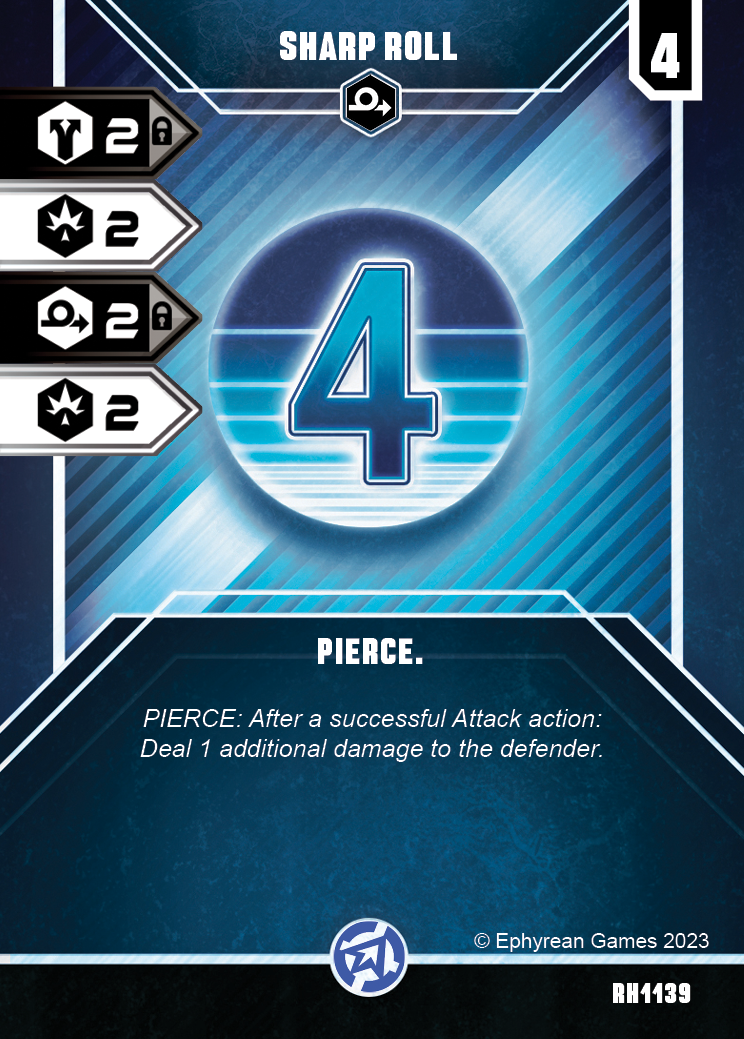 SHARP ROLL
4
2
2
2
2
4
PIERCE.
PIERCE: After a successful Attack action:
Deal 1 additional damage to the defender.
© Ephyrean Games 2023
RH1139